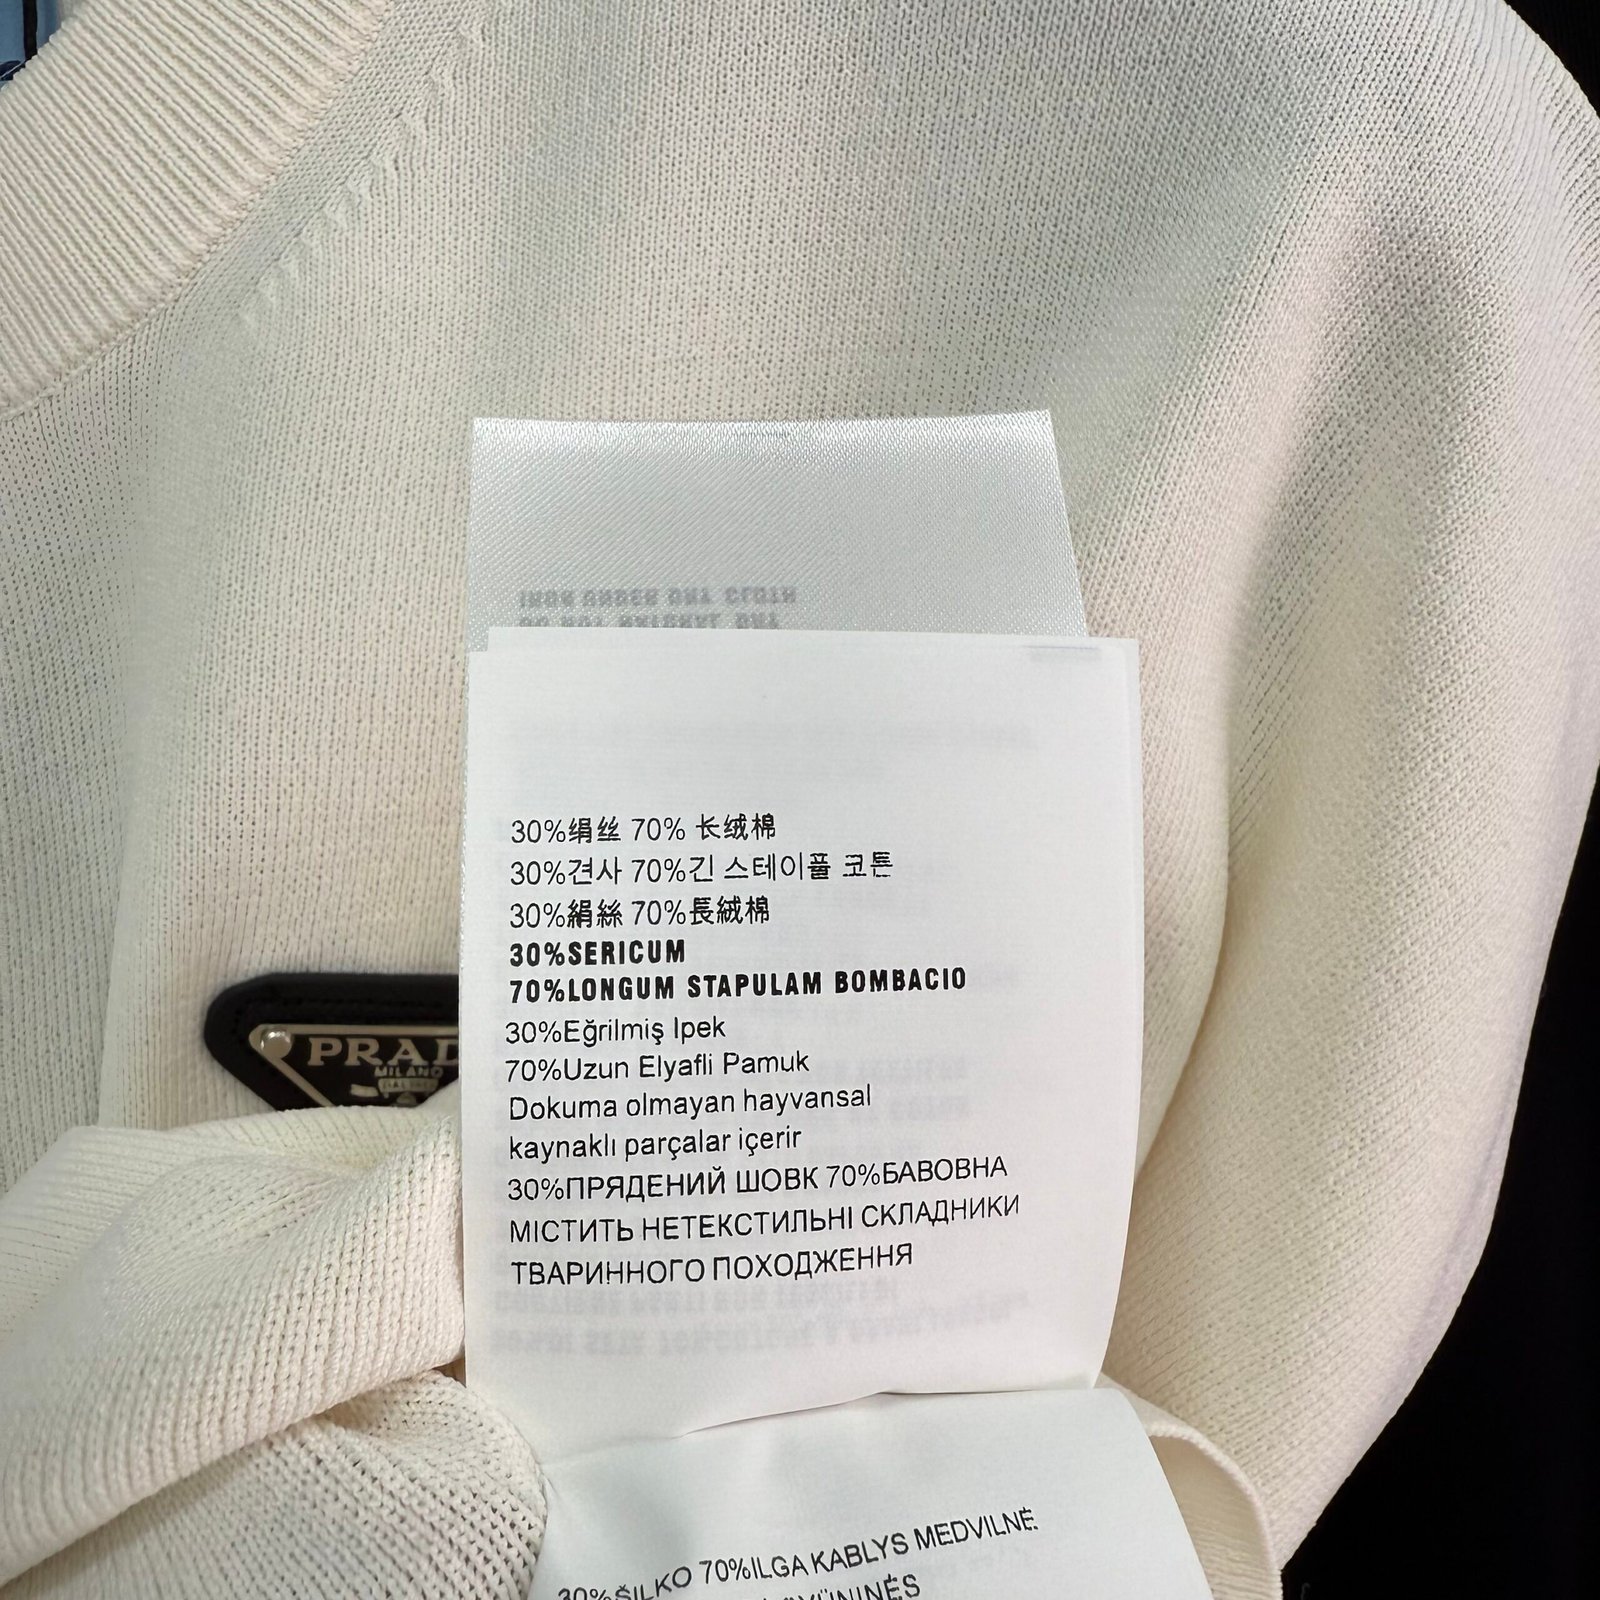 30%绢丝 70% 长绒棉
30%견사 70%긴 스테이플 코튼
30%絹絲 70%長絨棉
30%SERICUM
70%LONGUM STAPULAM BOMBACIO
30%Eğrilmiş Ipek
70%Uzun Elyafli Pamuk
Dokuma olmayan hayvansal
kaynaklı parçalar içerir
30%ПРЯДЕНИЙ ШОВК 70%БАВОВНА
МІСТИТЬ НЕТЕКСТИЛЬНІ СКЛАДНИКИ
ТВАРИННОГО ПОХОДЖЕННЯ
PRAD
MILANO
30%ŠILKO 70%ILGA KABLYS MEDVILNĖ